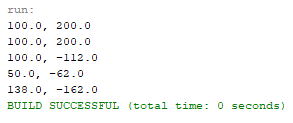 run:
100.0, 200.0
100.0, 200.0
100.0, -112.0
50.0, -62.0
138.0, -162.0
BUILD SUCCESSFUL (total time: 0 seconds)